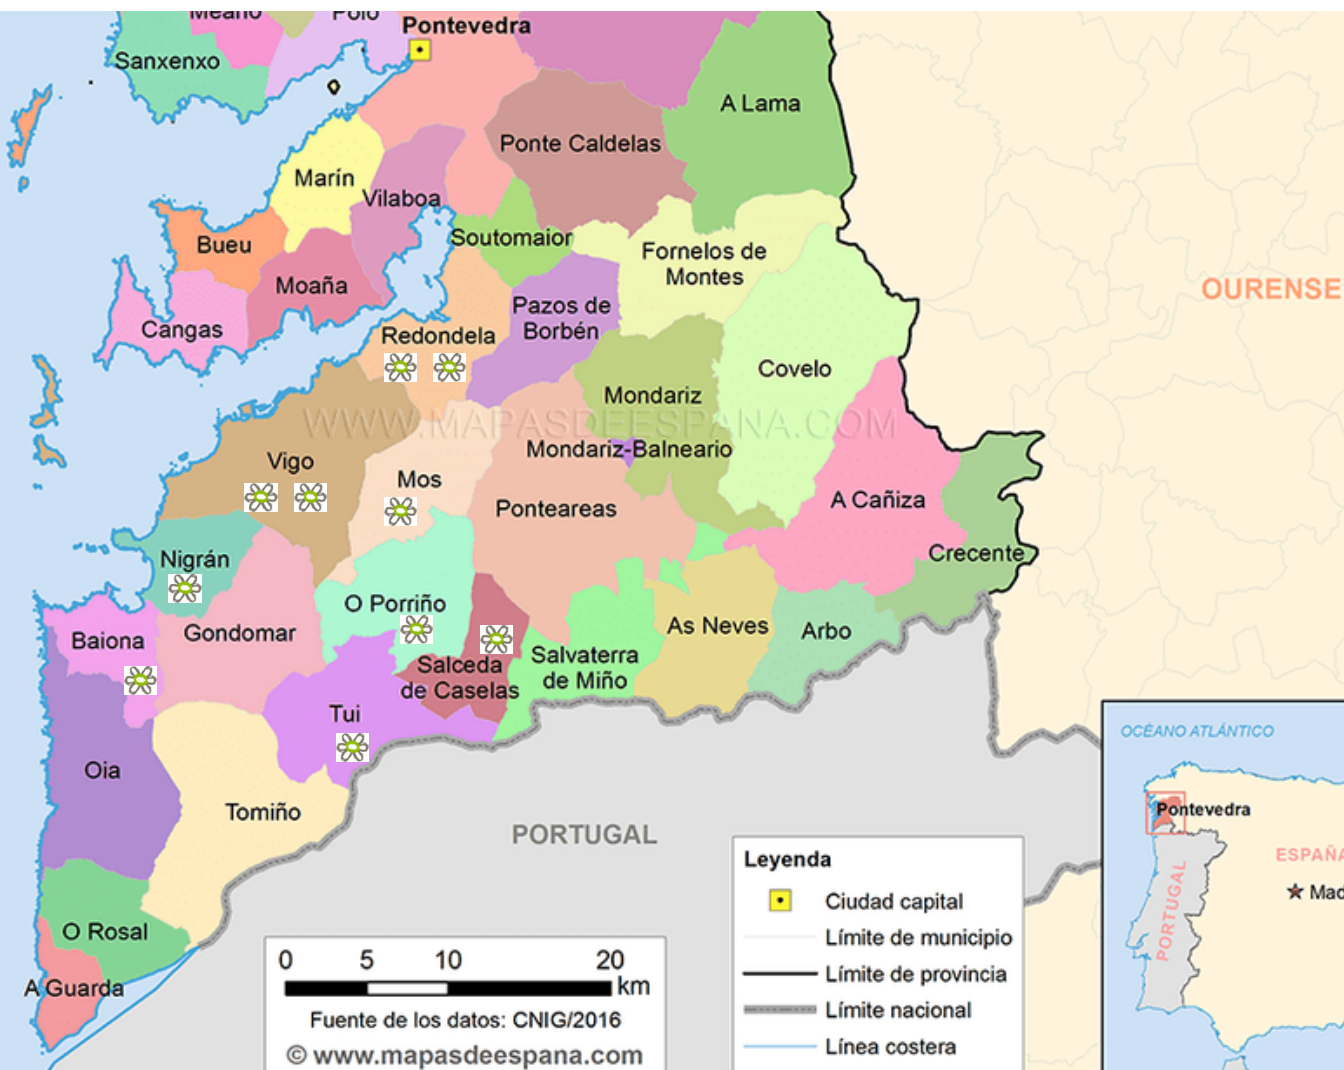 Meaño
Poio
Pontevedra
Sanxenxo
A Lama
Ponte Caldelas
Marín
Vilaboa
Bueu
Soutomaior
Fornelos de
Montes
Moaña
OURENSE
Pazos de
Borbén
Cangas
Redondela
Covelo
Mondariz
WWW.MAPASDEESPANA.COM
Mondariz-Balneario
Vigo
Mos
A Cañiza
Ponteareas
Nigrán
Crecente
O Porriño
Gondomar
As Neves
Arbo
Baiona
Salceda
de Caselas
Salvaterra
de Miño
Tui
Oia
Tomiño
PORTUGAL
O Rosal
A Guarda
0 5 10 20
km
Fuente de los datos: CNIG/2016
© www.mapasdeespana.com
Leyenda
Ciudad capital
Límite de municipio
Límite de provincia
Límite nacional
Línea costera
OCÉANO ATLÁNTICO
Pontevedra
ESPAÑA
Mad
PORTUGAL